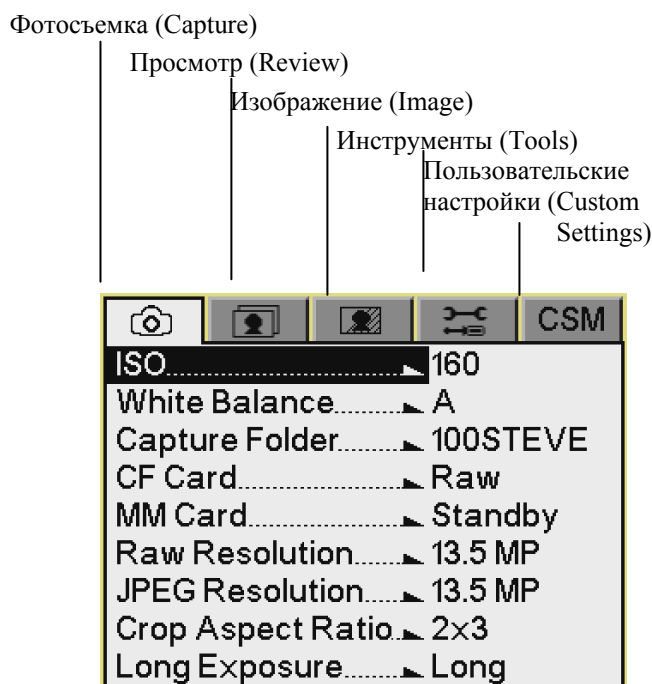 Фотосъемка (Capture)
Просмотр (Review)
Изображение (Image)
Инструменты (Tools)
Пользовательские
настройки (Custom
Settings)
CSM
ISO 160
White Balance A
Capture Folder 100STEVE
CF Card Raw
MM Card Standby
Raw Resolution 13.5 MP
JPEG Resolution 13.5 MP
Crop Aspect Ratio 2x3
Long Exposure Long